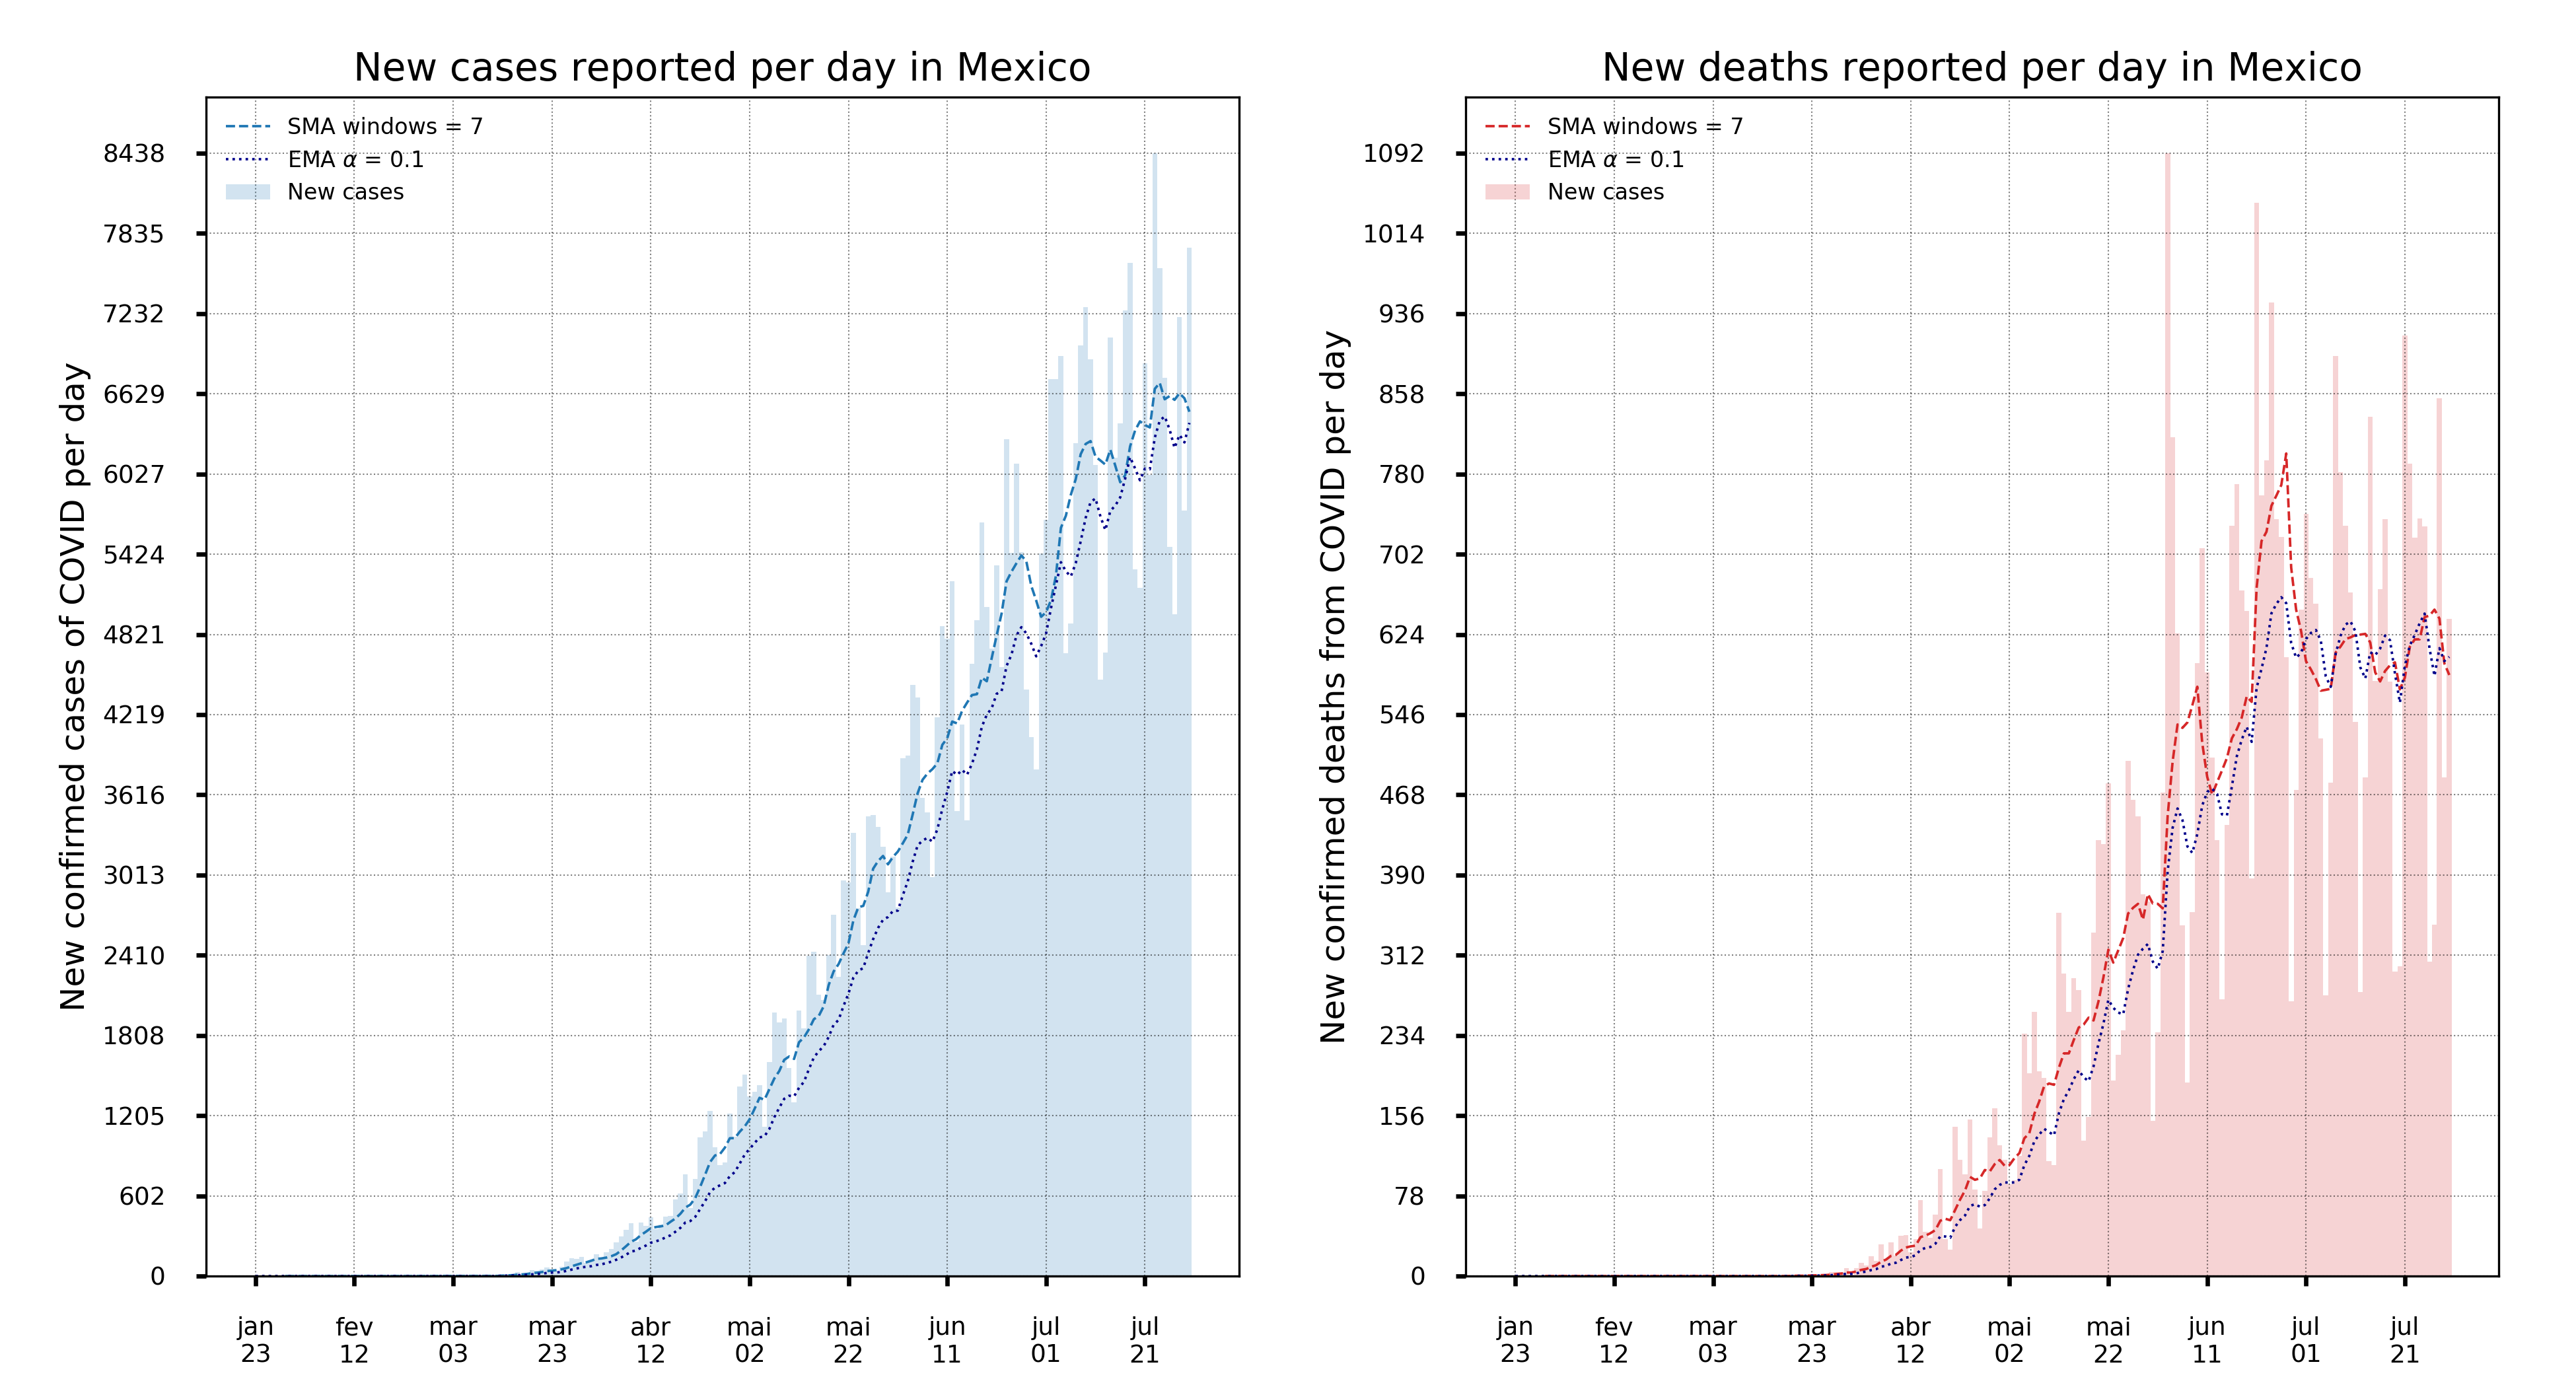 New cases reported per day in Mexico
SMA windows = 7
EMA α = 0.1
New cases
New confirmed cases of COVID per day
8438
7835
7232
6629
6027
5424
4821
4219
3616
3013
2410
1808
1205
602
0
jan fev mar mar abr mai mai jun jul jul
23 12 03 23 12 02 22 11 01 21
New deaths reported per day in Mexico
SMA windows = 7
EMA α = 0.1
New cases
New confirmed deaths from COVID per day
1092
1014
936
858
780
702
624
546
468
390
312
234
156
78
0
jan fev mar mar abr mai mai jun jul jul
23 12 03 23 12 02 22 11 01 21